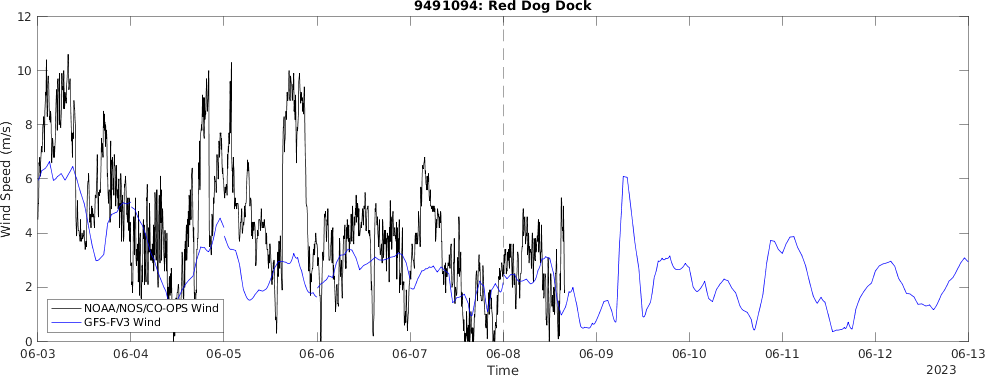 9491094: Red Dog Dock
Wind Speed (m/s)
12
10
8
6
4
2
0
NOAA/NOS/CO-OPS Wind
GFS-FV3 Wind
06-03 06-04 06-05 06-06 06-07 06-08 06-09 06-10 06-11 06-12 06-13
Time
2023